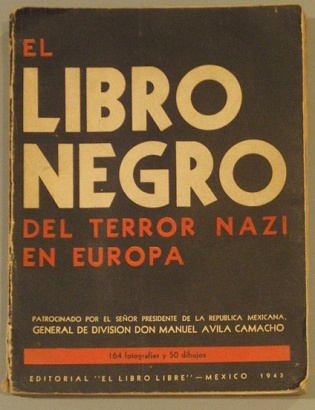 EL
LIBRO
NEGRO
DEL TERROR NAZI
EN EUROPA
PATROCINADO POR EL SEÑOR PRESIDENTE DE LA REPUBLICA MEXICANA,
GENERAL DE DIVISION DON MANUEL AVILA CAMACHO
164 fotografías y 50 dibujos
EDITORIAL "EL LIBRO LIBRE" — MEXICO 1943